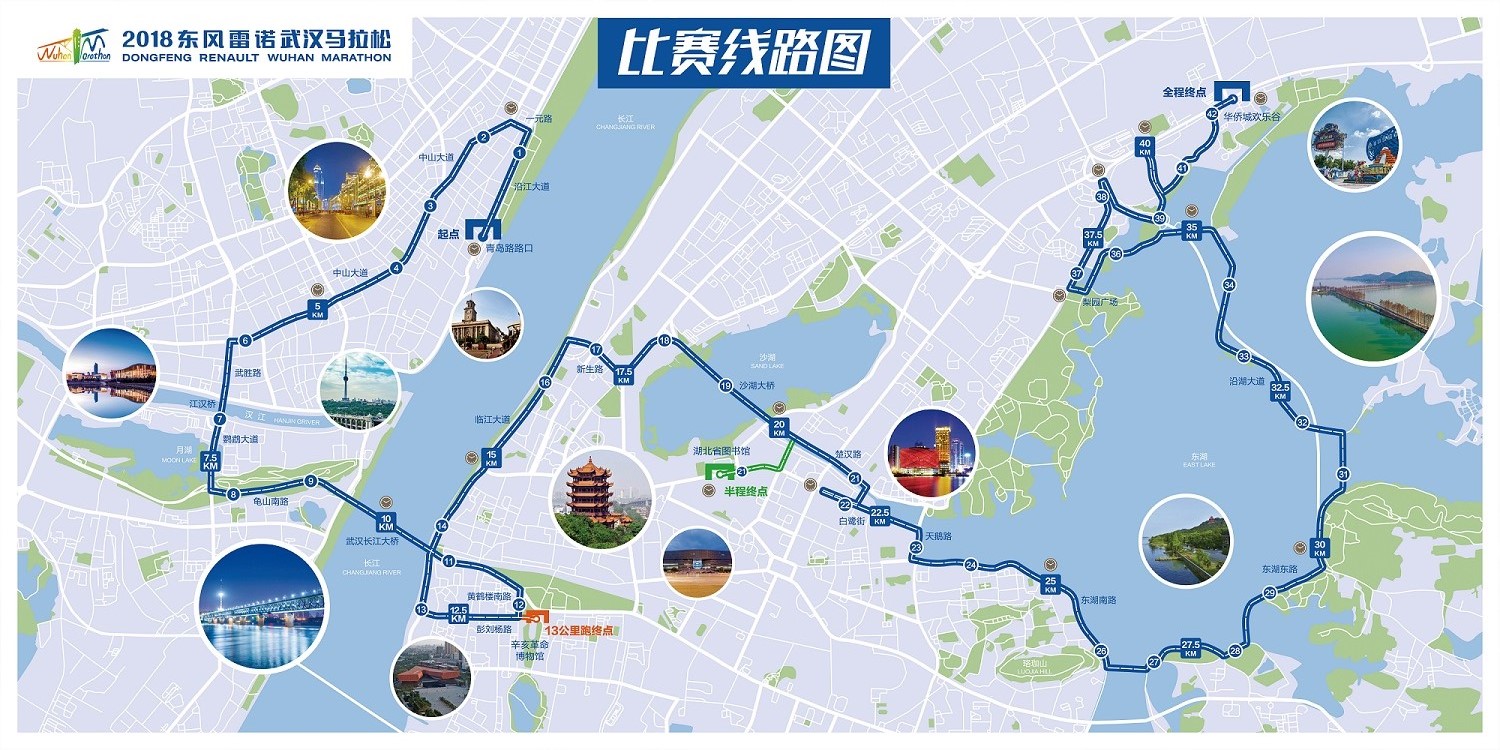 2018东风雷诺武汉马拉松
DONGFENG RENAULT WUHAN MARATHON
Wuhan Marathon
比赛线路图
全程终点
华侨城欢乐谷
42
41
40
KM
39
38
37.5
KM
37
36
35
KM
34
梨园广场
33
沿湖大道
32.5
KM
32
31
30
KM
东湖
EAST LAKE
东湖东路
29
28
27.5
KM
27
26
珞珈山
LUOJIA HILL
东湖南路
25
KM
24
23
天鹅路
22.5
KM
22
白鹭街
21
楚汉路
20
KM
湖北省图书馆
21
半程终点
19
沙湖大桥
沙湖
SAND LAKE
18
17.5
KM
17
新生路
16
临江大道
15
KM
14
长江
CHANGJIANG RIVER
一元路
1
2
中山大道
沿江大道
3
起点
青岛路路口
4
中山大道
5
KM
6
武胜路
江汉桥
汉江
HANJIN GRIVER
7
鹦鹉大道
月湖
MOON LAKE
7.5
KM
8
龟山南路
9
10
KM
武汉长江大桥
长江
CHANGJIANG RIVER
11
黄鹤楼南路
12
13
12.5
KM
彭刘杨路
13公里跑终点
辛亥革命
博物馆